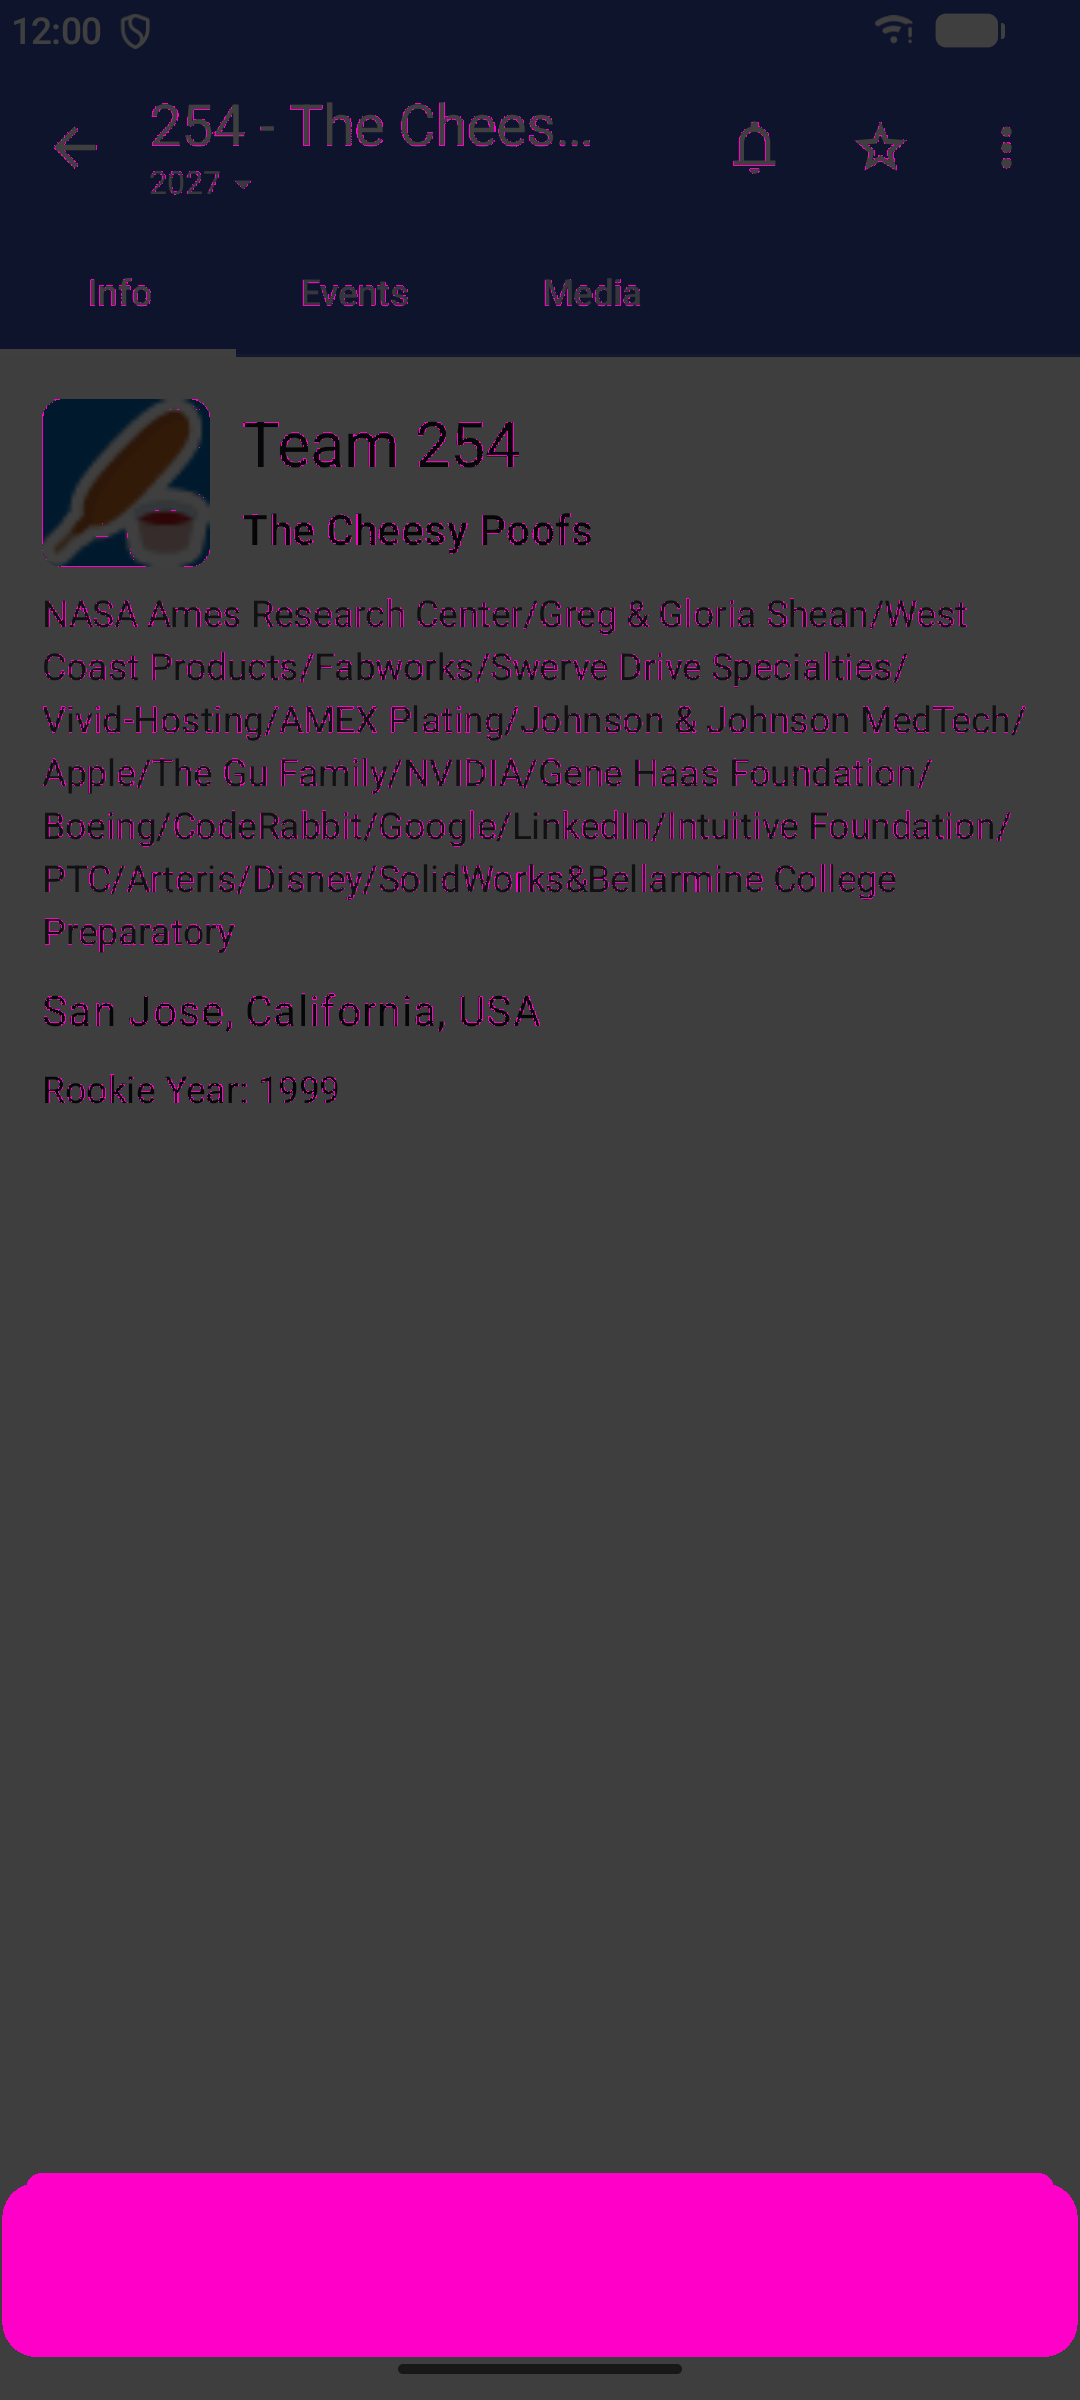 12:00
254 - The Chees...
2027
Info Events Media
Team 254
The Cheesy Poofs
NASA Ames Research Center/Greg & Gloria Shean/West
Coast Products/Fabworks/Swerve Drive Specialties/
Vivid-Hosting/AMEX Plating/Johnson & Johnson MedTech/
Apple/The Gu Family/NVIDIA/Gene Haas Foundation/
Boeing/CodeRabbit/Google/LinkedIn/Intuitive Foundation/
PTC/Arteris/Disney/SolidWorks&Bellarmine College
Preparatory
San Jose, California, USA
Rookie Year: 1999